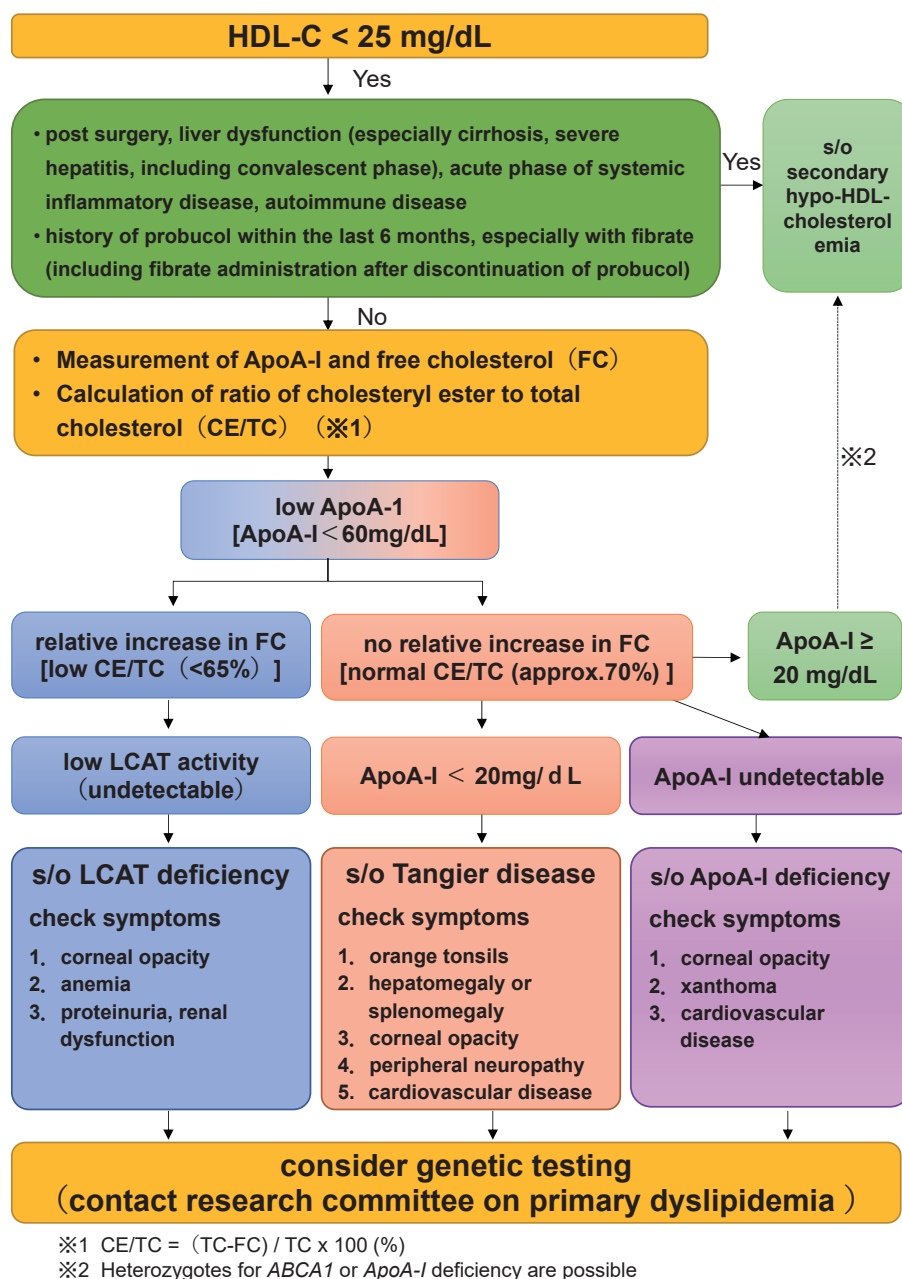 HDL-C < 25 mg/dL
Yes
• post surgery, liver dysfunction (especially cirrhosis, severe
hepatitis, including convalescent phase), acute phase of systemic
inflammatory disease, autoimmune disease
• history of probucol within the last 6 months, especially with fibrate
(including fibrate administration after discontinuation of probucol)
Yes
s/o
secondary
hypo-HDL-
cholesterol
emia
No
• Measurement of ApoA-I and free cholesterol（FC）
• Calculation of ratio of cholesteryl ester to total
cholesterol（CE/TC）（※1）
※2
low ApoA-1
[ApoA-I＜60mg/dL]
relative increase in FC
[low CE/TC（<65%）]
no relative increase in FC
[normal CE/TC (approx.70%) ]
ApoA-I ≥
20 mg/dL
low LCAT activity
（undetectable）
ApoA-I ＜ 20mg/ｄL
ApoA-I undetectable
s/o LCAT deficiency
check symptoms
1. corneal opacity
2. anemia
3. proteinuria, renal
dysfunction
s/o Tangier disease
check symptoms
1. orange tonsils
2. hepatomegaly or
splenomegaly
3. corneal opacity
4. peripheral neuropathy
5. cardiovascular disease
s/o ApoA-I deficiency
check symptoms
1. corneal opacity
2. xanthoma
3. cardiovascular
disease
consider genetic testing
（contact research committee on primary dyslipidemia ）
※1 CE/TC =（TC-FC) / TC x 100 (%)
※2 Heterozygotes for ABCA1 or ApoA-I deficiency are possible